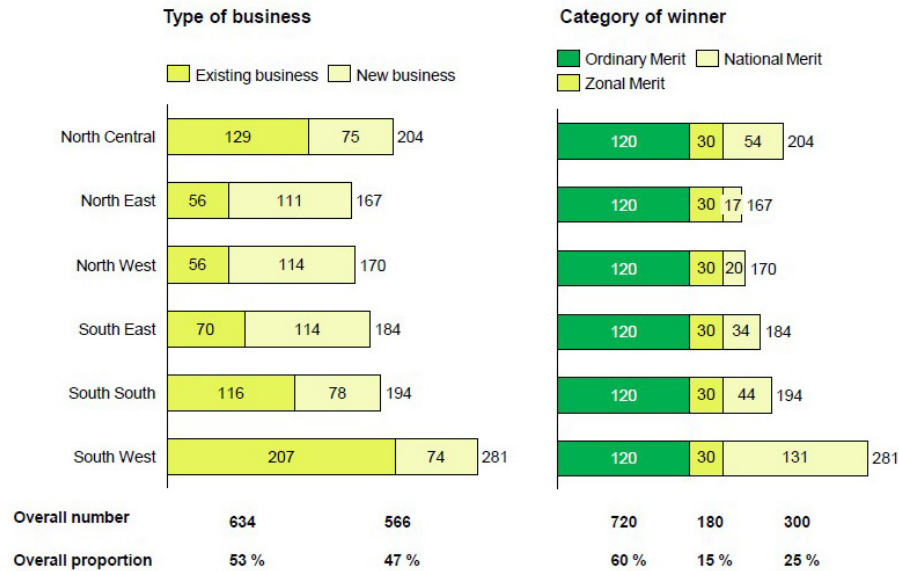 Type of business
Category of winner
Existing business New business
Ordinary Merit National Merit
Zonal Merit
North Central 129 75 204 120 30 54 204
North East 56 111 167 120 30 17 167
North West 56 114 170 120 30 20 170
South East 70 114 184 120 30 34 184
South South 116 78 194 120 30 44 194
South West 207 74 281 120 30 131 281
Overall number 634 566 720 180 300
Overall proportion 53 % 47 % 60 % 15 % 25 %